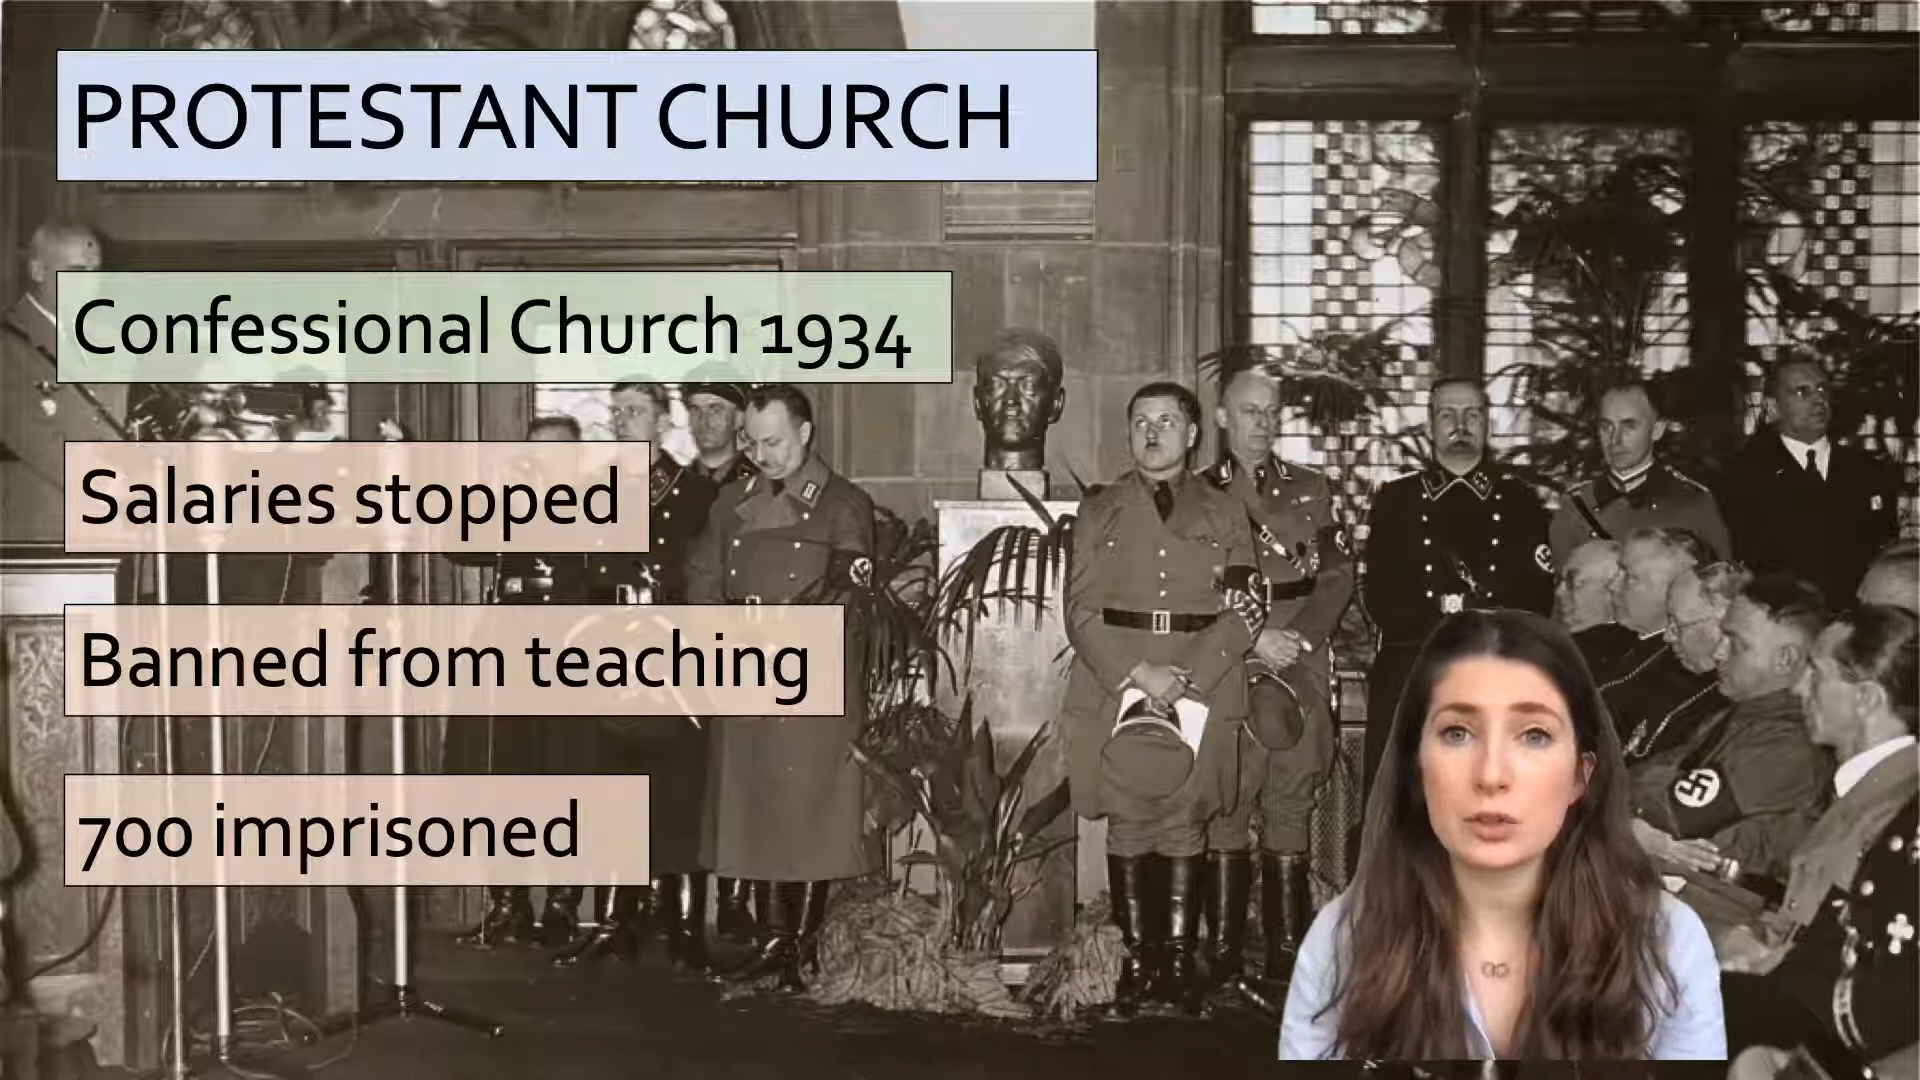 PROTESTANT CHURCH
Confessional Church 1934
Salaries stopped
Banned from teaching
700 imprisoned